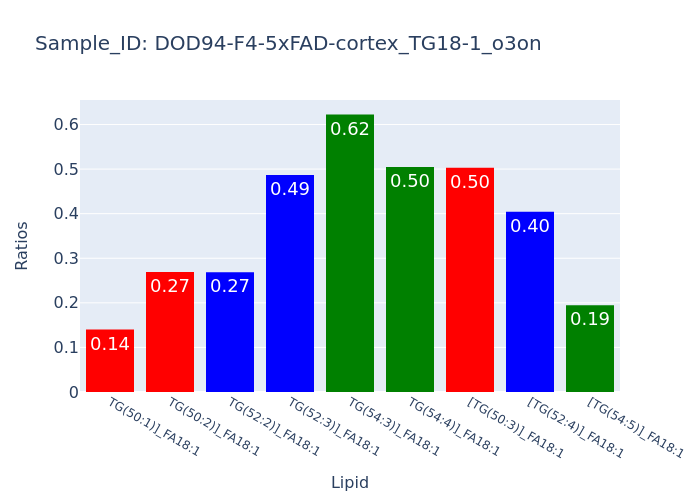 Sample_ID: DOD94-F4-5xFAD-cortex_TG18-1_o3on
Ratios
0.6
0.5
0.4
0.3
0.2
0.1
0
0.14
0.27
0.27
0.49
0.62
0.50
0.50
0.40
0.19
TG(50:1)]_FA18:1
TG(50:2)]_FA18:1
TG(52:2)]_FA18:1
TG(52:3)]_FA18:1
TG(54:3)]_FA18:1
TG(54:4)]_FA18:1
[TG(50:3)]_FA18:1
[TG(52:4)]_FA18:1
[TG(54:5)]_FA18:1
Lipid